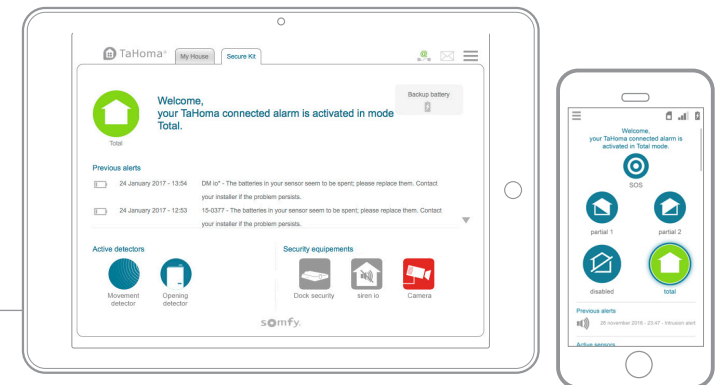 TaHoma®
My House
Secure Kit
Backup battery
Welcome,
your TaHoma connected alarm is activated in mode
Total.
Total
Previous alerts
24 January 2017 - 13:54
DM io" - The batteries in your sensor seem to be spent; please replace them. Contact
your installer if the problem persists.
24 January 2017 - 12:53
15-0377 - The batteries in your sensor seem to be spent; please replace them. Contact
your installer if the problem persists.
Active detectors
Security equipements
Movement
detector
Opening
detector
Dock security
siren io
Camera
somfy.
Welcome,
your TaHoma connected alarm is
activated in Total mode.
SOS
partial 1
partial 2
disabled
total
Previous alerts
26 november 2016 - 23:47 - Intrusion alert
Active sensors